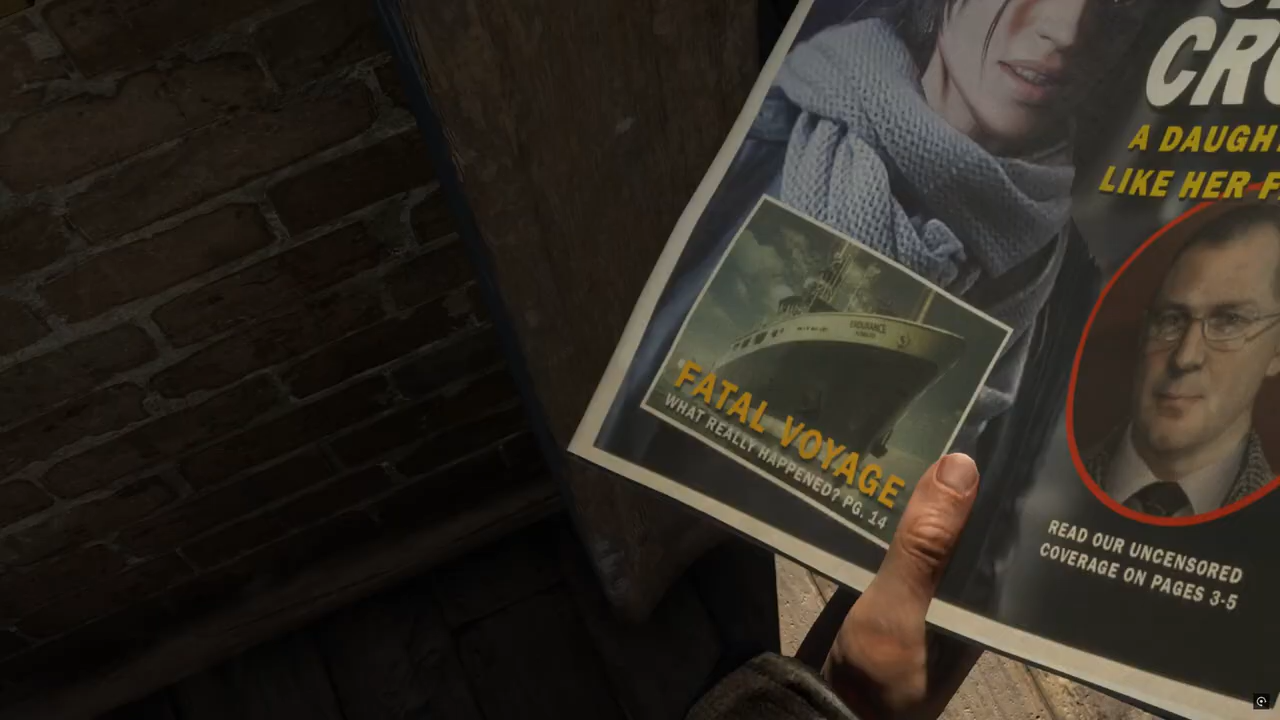 CR
A DAUGH
LIKE HER F
ENDURANCE
FATAL VOYAGE
WHAT REALLY HAPPENED? PG. 14
READ OUR UNCENSORED
COVERAGE ON PAGES 3-5